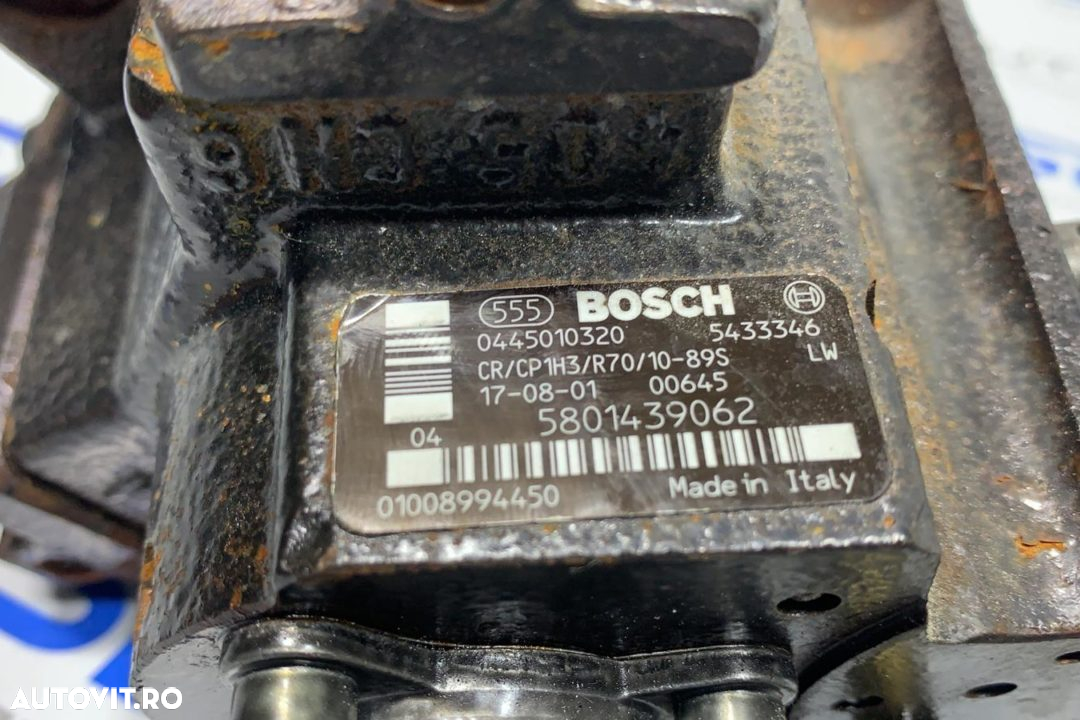 555 BOSCH
0445010320 5433346
CR/CP1H3/R70/10-89S LW
17-08-01 00645
5801439062
04
01008994450 Made in Italy
AUTOVIT.RO